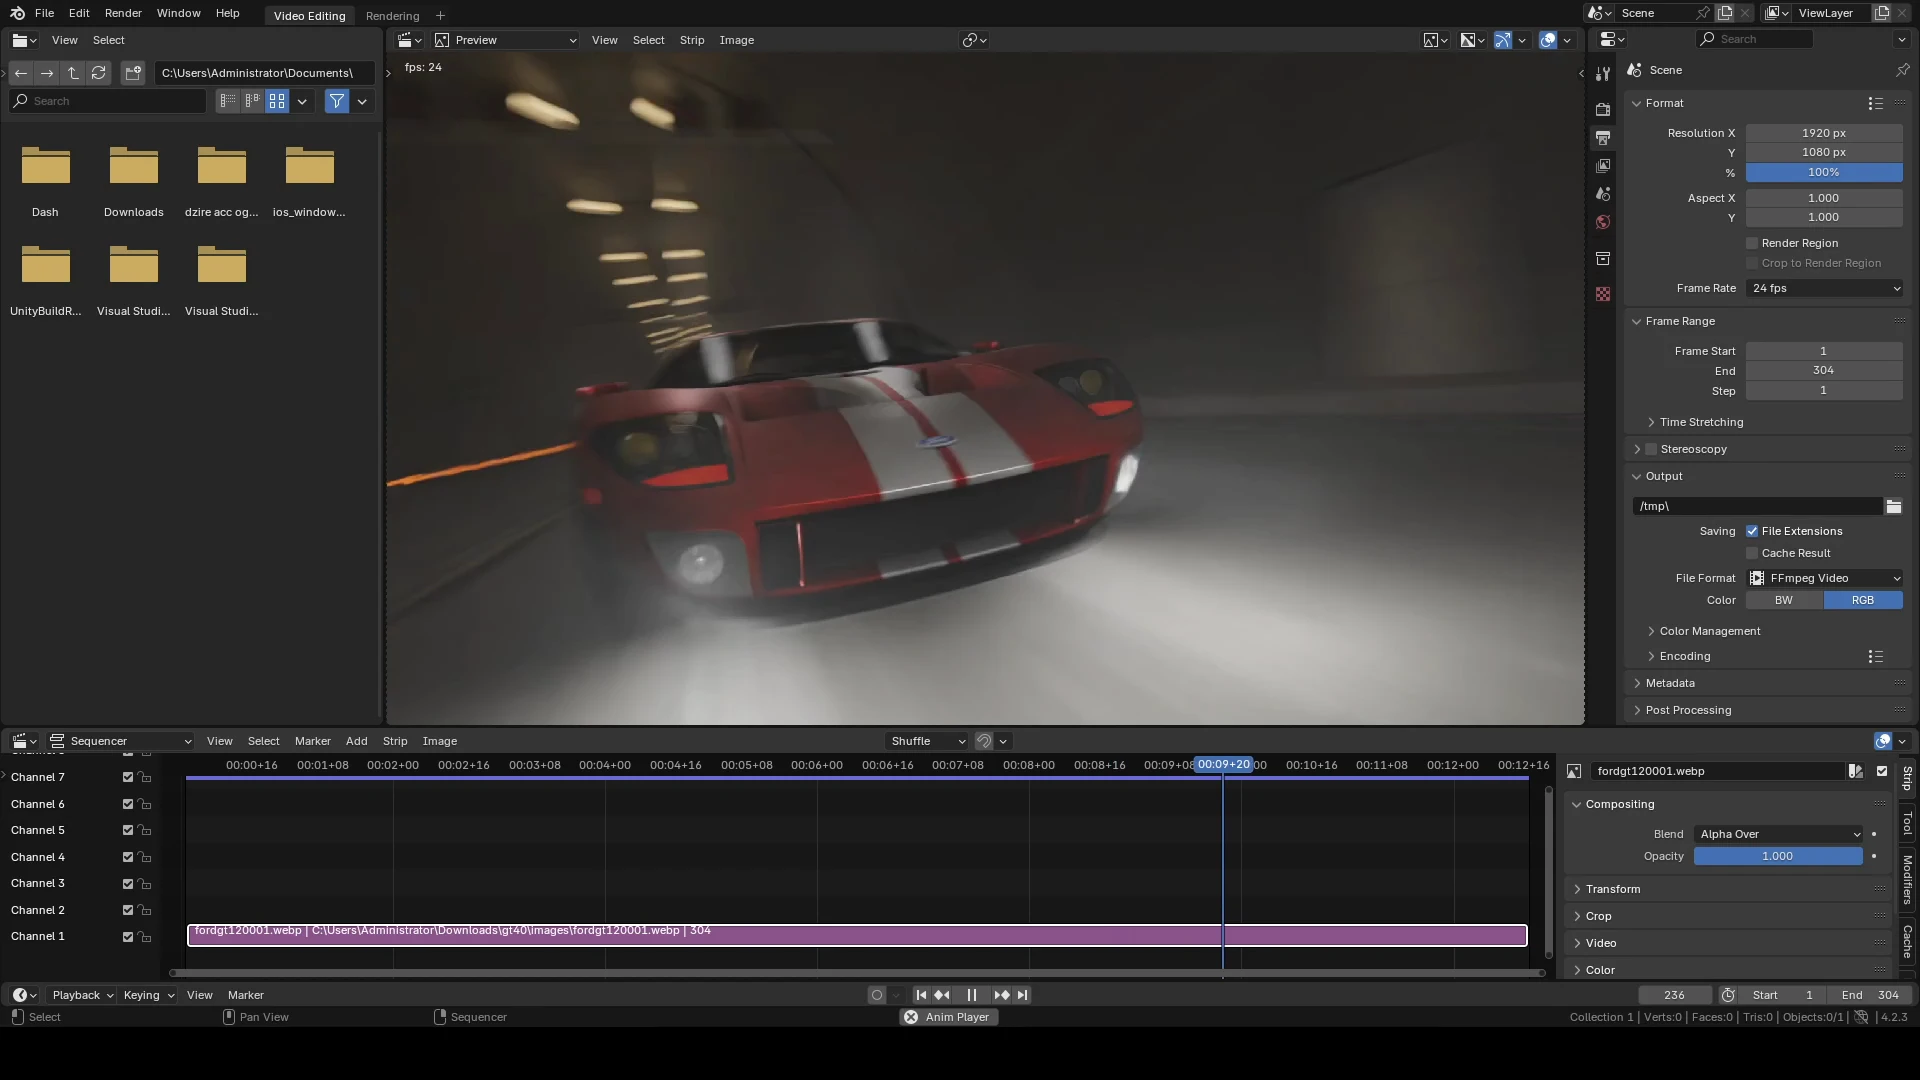 File Edit Render Window Help Video Editing Rendering + Scene ViewLayer
View Select
Preview View Select Strip Image
Search
C:\Users\Administrator\Documents\
fps: 24
Scene
Search
Dash Downloads dzire acc og... ios_window...
UnityBuildR... Visual Studi... Visual Studi...
Format
Resolution X 1920 px
Y 1080 px
% 100%
Aspect X 1.000
Y 1.000
Render Region
Crop to Render Region
Frame Rate 24 fps
Frame Range
Frame Start 1
End 304
Step 1
Time Stretching
Stereoscopy
Output
/tmp\
Saving File Extensions
Cache Result
File Format FFmpeg Video
Color BW RGB
Color Management
Encoding
Metadata
Post Processing
Sequencer View Select Marker Add Strip Image Shuffle
00:00+16 00:01+08 00:02+00 00:02+16 00:03+08 00:04+00 00:04+16 00:05+08 00:06+00 00:06+16 00:07+08 00:08+00 00:08+16 00:09+08 00:09+20 00:10+16 00:11+08 00:12+00 00:12+16
Channel 7
Channel 6
Channel 5
Channel 4
Channel 3
Channel 2
Channel 1
fordgt120001.webp | C:\Users\Administrator\Downloads\gt40\images\fordgt120001.webp | 304
fordgt120001.webp
Compositing
Blend Alpha Over
Opacity 1.000
Transform
Crop
Video
Color
Strip
Tool
Modifiers
Cache
Playback Keying View Marker 236 Start 1 End 304
Select Pan View Sequencer Anim Player Collection 1 | Verts:0 | Faces:0 | Tris:0 | Objects:0/1 | 4.2.3